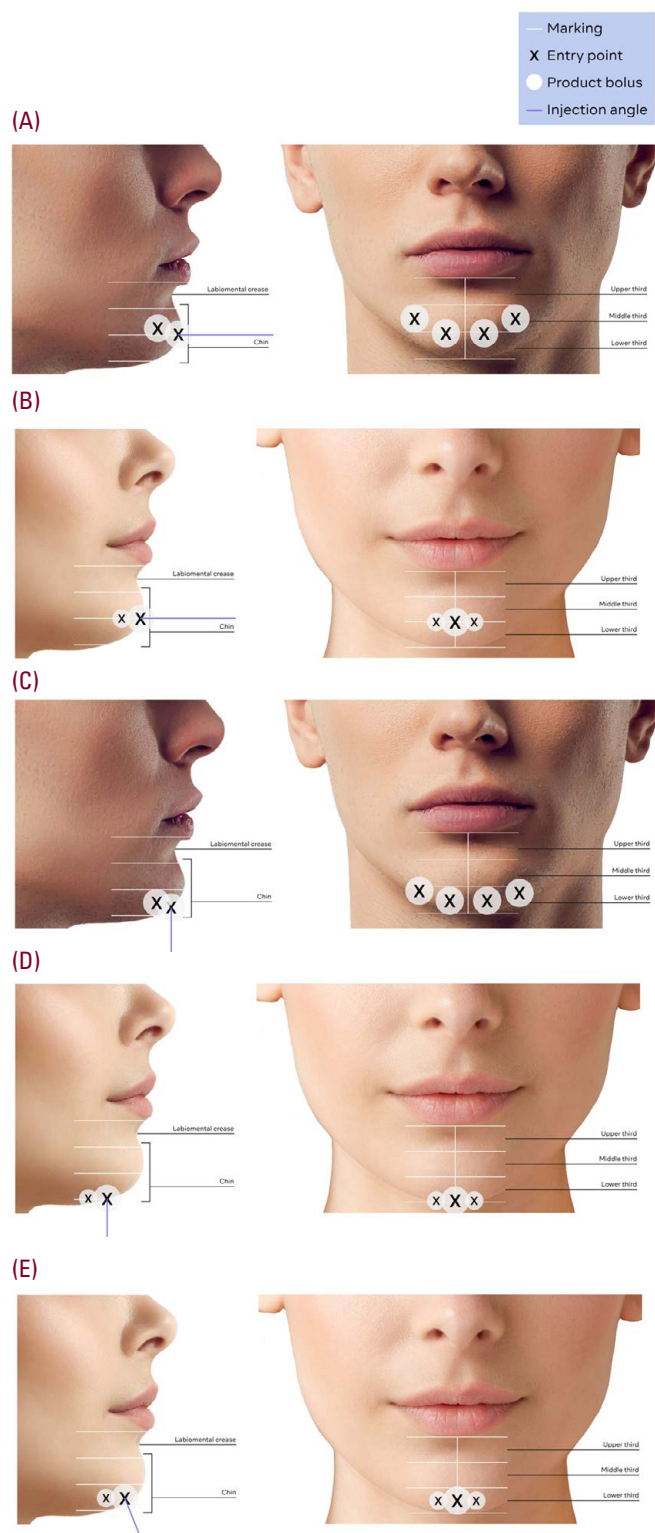 Marking
X Entry point
Product bolus
Injection angle
(A)
Labiomental crease
Chin
X X
Upper third
Middle third
Lower third
X X X X
(B)
Labiomental crease
Chin
X X
Upper third
Middle third
Lower third
X X X
(C)
Labiomental crease
Chin
X X
Upper third
Middle third
Lower third
X X X X
(D)
Labiomental crease
Chin
X X
Upper third
Middle third
Lower third
X X X
(E)
Labiomental crease
Chin
X X
Upper third
Middle third
Lower third
X X X